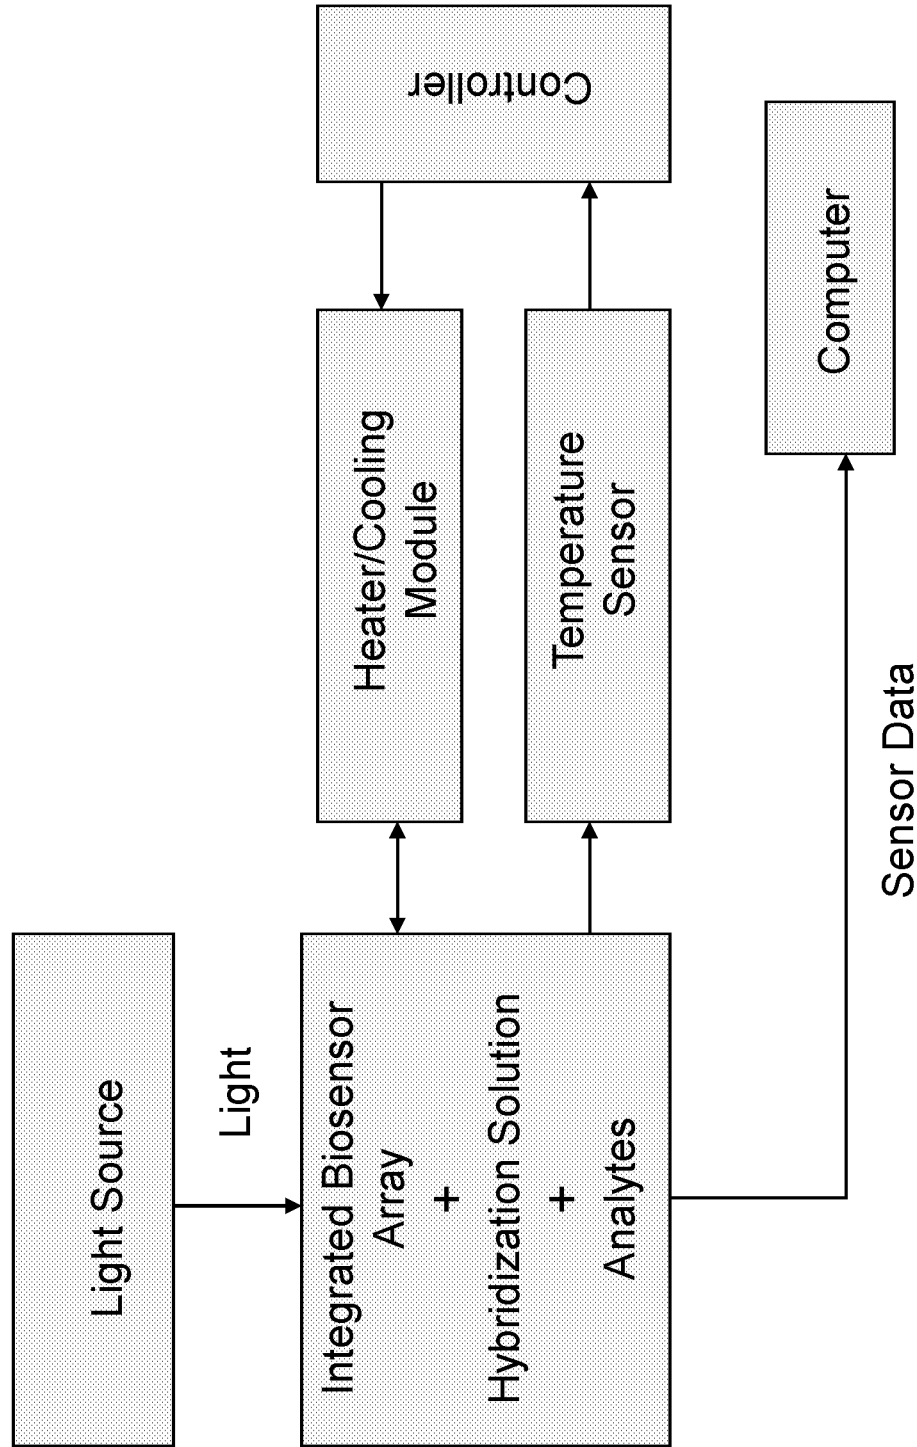 Light Source
Light
Integrated Biosensor
Array
+
Hybridization Solution
+
Analytes
Heater/Cooling
Module
Temperature
Sensor
Controller
Computer
Sensor Data